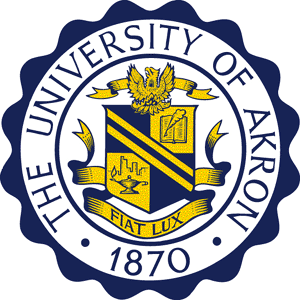 THE UNIVERSITY OF AKRON
FIAT LUX
• 1870 •